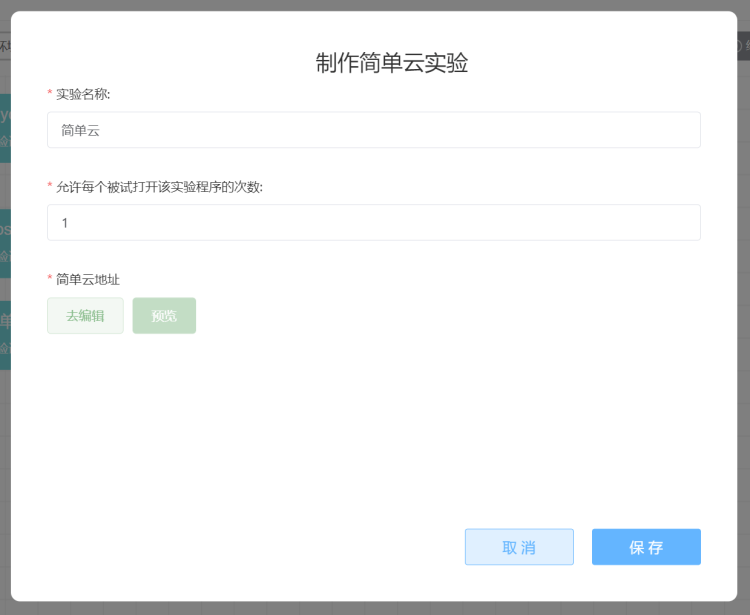 制作简单云实验
* 实验名称:
简单云
* 允许每个被试打开该实验程序的次数:
1
* 简单云地址
去编辑 预览
取消 保存